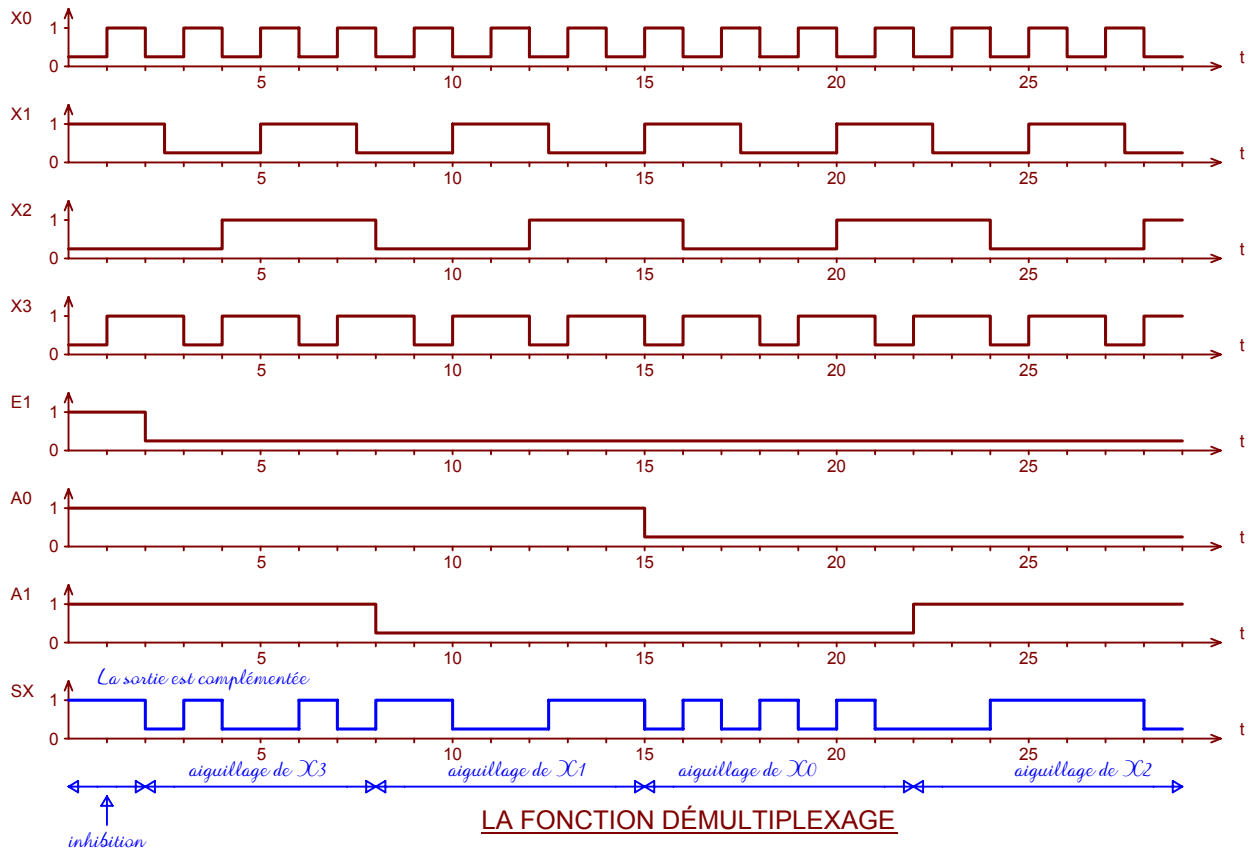 X0
1
0
5 10 15 20 25
t
X1
1
0
5 10 15 20 25
t
X2
1
0
5 10 15 20 25
t
X3
1
0
5 10 15 20 25
t
E1
1
0
5 10 15 20 25
t
A0
1
0
5 10 15 20 25
t
A1
1
0
5 10 15 20 25
t
La sortie est complémentée
SX
1
0
5 10 15 20 25
t
aiguillage de X3 aiguillage de X1 aiguillage de X0 aiguillage de X2
LA FONCTION DÉMULTIPLEXAGE
inhibition